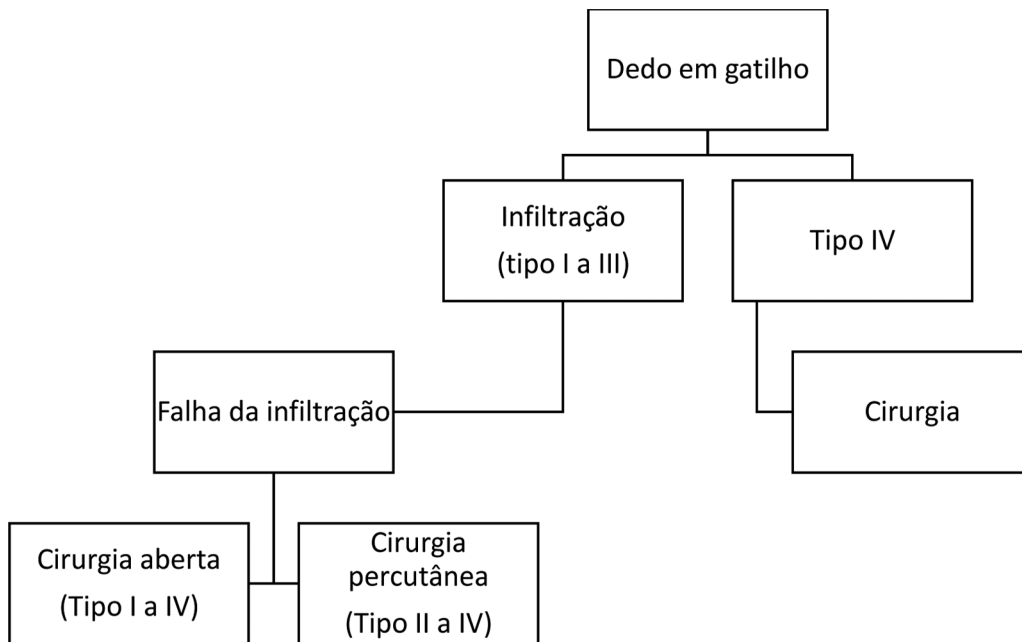 Dedo em gatilho
Infiltração
(tipo I a III)
Tipo IV
Falha da infiltração
Cirurgia
Cirurgia aberta
(Tipo I a IV)
Cirurgia
percutânea
(Tipo II a IV)